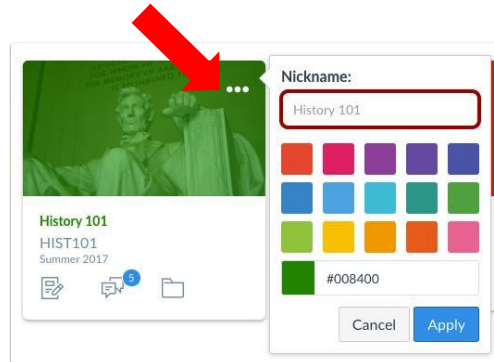 Nickname:
History 101
History 101
HIST101
Summer 2017
5
#008400
Cancel
Apply